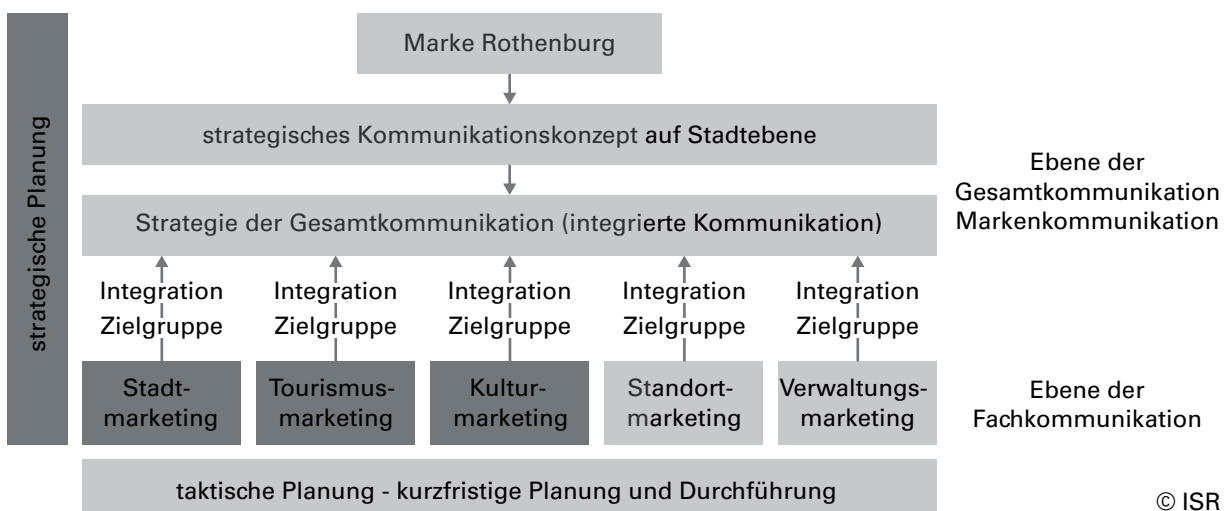 Marke Rothenburg
strategische Planung
strategisches Kommunikationskonzept auf Stadtebene
Ebene der
Gesamtkommunikation
Markenkommunikation
Strategie der Gesamtkommunikation (integrierte Kommunikation)
Integration Integration Integration Integration Integration
Zielgruppe Zielgruppe Zielgruppe Zielgruppe Zielgruppe
Stadt-
marketing
Tourismus-
marketing
Kultur-
marketing
Standort-
marketing
Verwaltungs-
marketing
Ebene der
Fachkommunikation
taktische Planung - kurzfristige Planung und Durchführung
© ISR